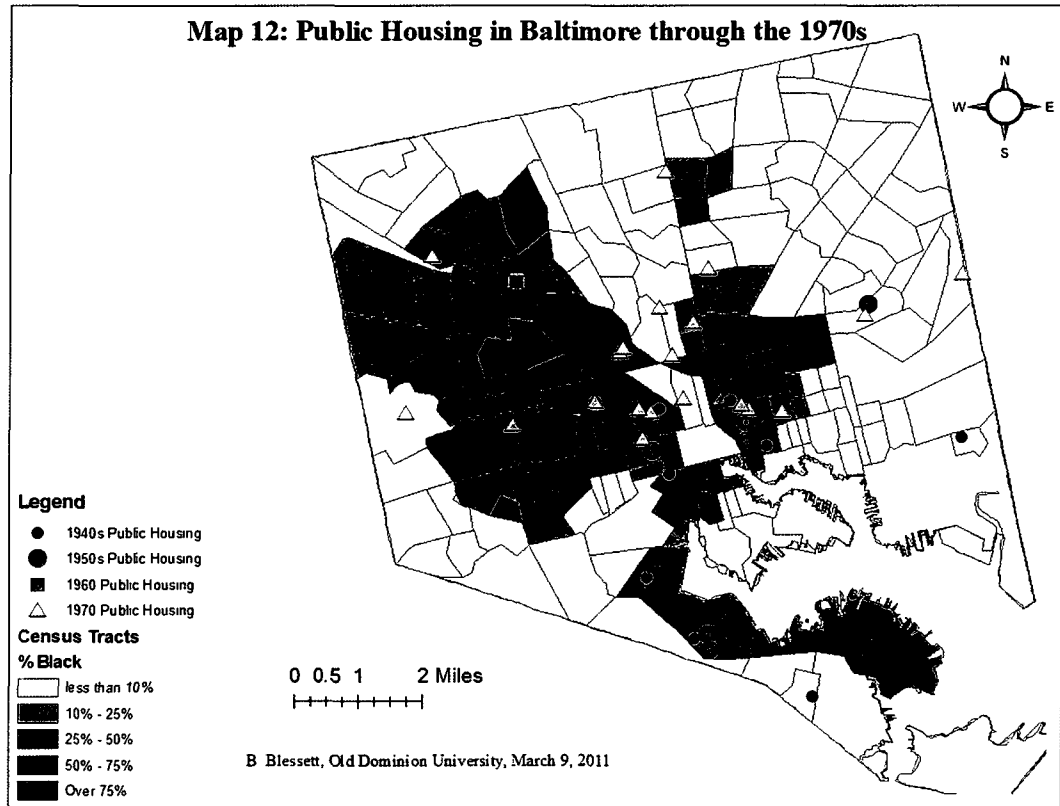 Map 12: Public Housing in Baltimore through the 1970s
N
W E
S
Legend
1940s Public Housing
1950s Public Housing
1960 Public Housing
1970 Public Housing
Census Tracts
% Black
less than 10%
10% - 25%
25% - 50%
50% - 75%
Over 75%
0 0.5 1 2 Miles
B Blessett, Old Dominion University, March 9, 2011